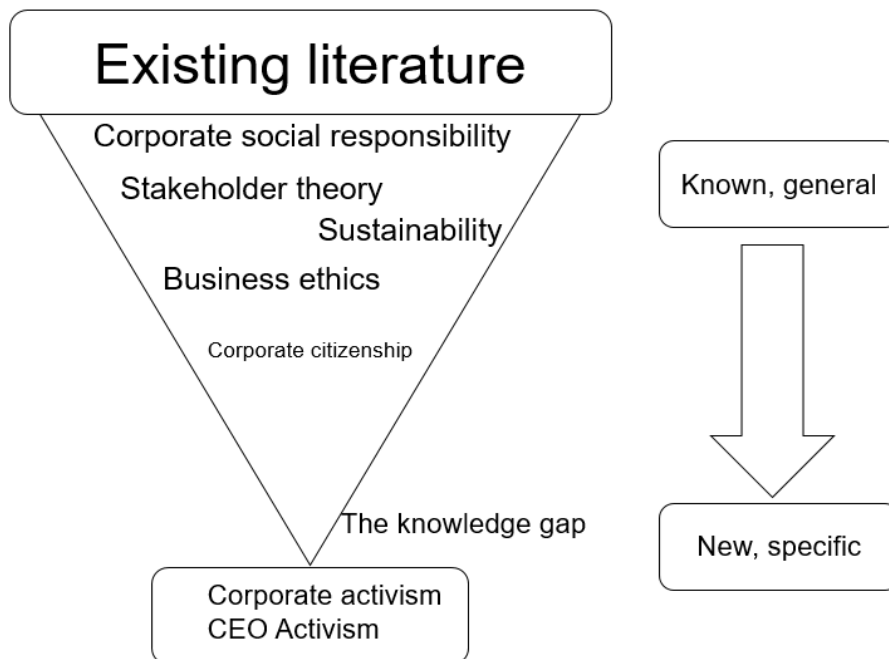 Existing literature
Corporate social responsibility
Stakeholder theory
Sustainability
Business ethics
Corporate citizenship
The knowledge gap
Corporate activism
CEO Activism
Known, general
New, specific